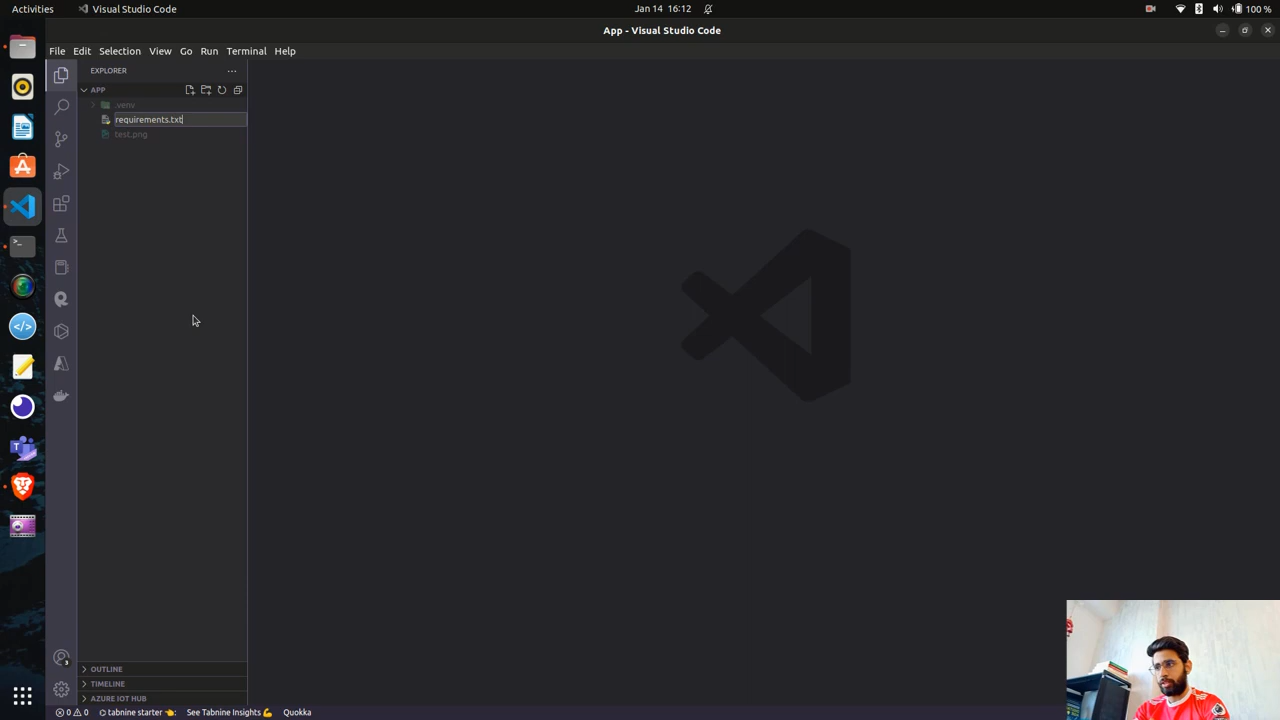 Activities
Visual Studio Code
Jan 14 16:12
100 %
App - Visual Studio Code
File Edit Selection View Go Run Terminal Help
EXPLORER
APP
.venv
requirements.txt
test.png
3
OUTLINE
TIMELINE
AZURE IOT HUB
0 0 tabnine starter See Tabnine Insights Quokka